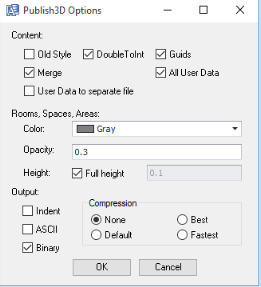 Publish3D Options
Content:
Old Style DoubleToInt Guids
Merge All User Data
User Data to separate file
Rooms, Spaces, Areas:
Color: Gray
Opacity: 0.3
Height: Full height 0.1
Output:
Compression
Indent
None Best
ASCII
Default Fastest
Binary
OK Cancel